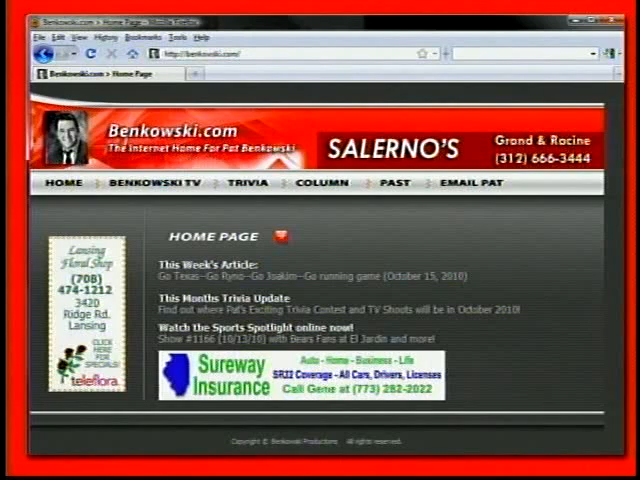 Benkowski.com > Home Page - Mozilla Firefox
File Edit View History Bookmarks Tools Help
http://benkowski.com/
Benkowski.com > Home Page
Benkowski.com
The Internet Home For Pat Benkowski
SALERNO'S
Grand & Racine
(312) 666-3444
HOME BENKOWSKI TV TRIVIA COLUMN PAST EMAIL PAT
HOME PAGE
Lansing
Floral Shop
(708)
474-1212
3420
Ridge Rd.
Lansing
CLICK
HERE
FOR
SPECIALS!
teleflora
This Week's Article:
Go Texas--Go Ryno--Go Joakim--Go running game (October 15, 2010)
This Months Trivia Update
Find out where Pat's Exciting Trivia Contest and TV Shoots will be in October 2010!
Watch the Sports Spotlight online now!
Show #1166 (10/13/10) with Bears Fans at El Jardin and more!
Sureway
Insurance
Auto - Home - Business - Life
SR22 Coverage - All Cars, Drivers, Licenses
Call Gene at (773) 282-2022
Copyright © Benkowski Productions All rights reserved.